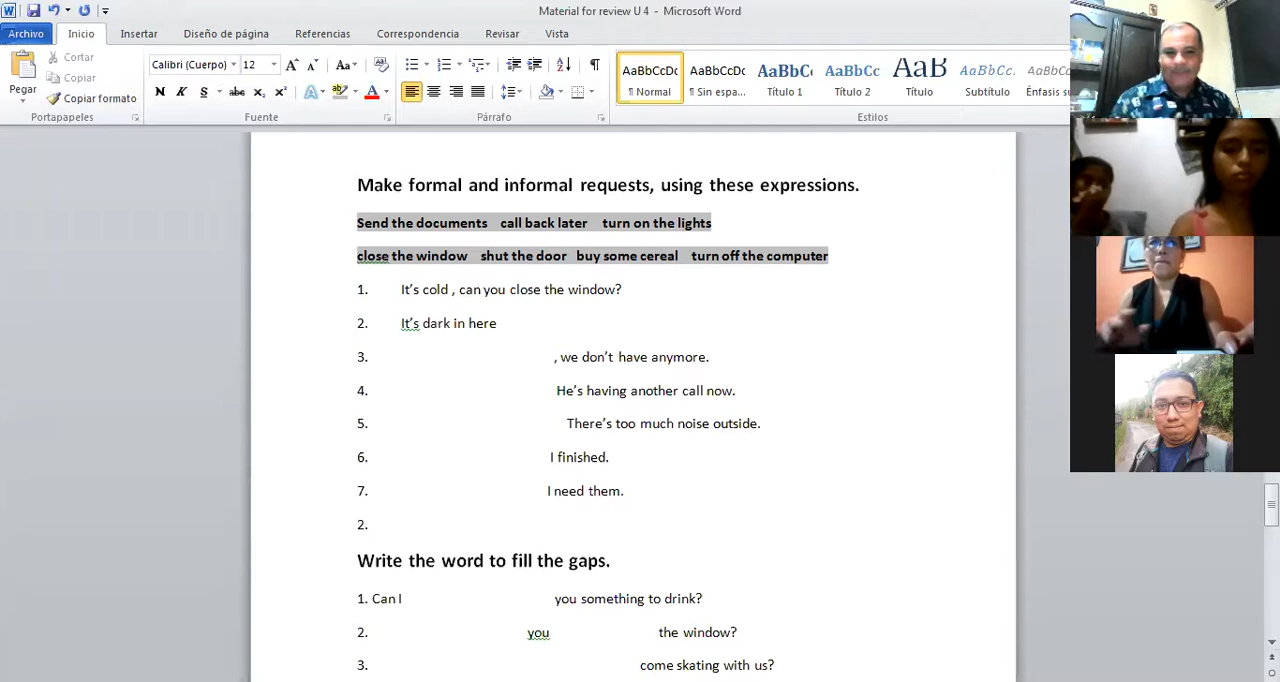 Material for review U 4 - Microsoft Word
Archivo Inicio Insertar Diseño de página Referencias Correspondencia Revisar Vista
Cortar
Copiar
Copiar formato
Pegar
Portapapeles
Calibri (Cuerpo) 12
Fuente
Párrafo
AaBbCcDc AaBbCcDc AaBbC AaBbCc AaB AaBbCc. AaBbCc
¶ Normal ¶ Sin espa... Título 1 Título 2 Título Subtítulo Énfasis su
Estilos
Make formal and informal requests, using these expressions.
Send the documents call back later turn on the lights
close the window shut the door buy some cereal turn off the computer
1. It's cold , can you close the window?
2. It's dark in here
3. , we don't have anymore.
4. He's having another call now.
5. There's too much noise outside.
6. I finished.
7. I need them.
2.
Write the word to fill the gaps.
1. Can I you something to drink?
2. you the window?
3. come skating with us?